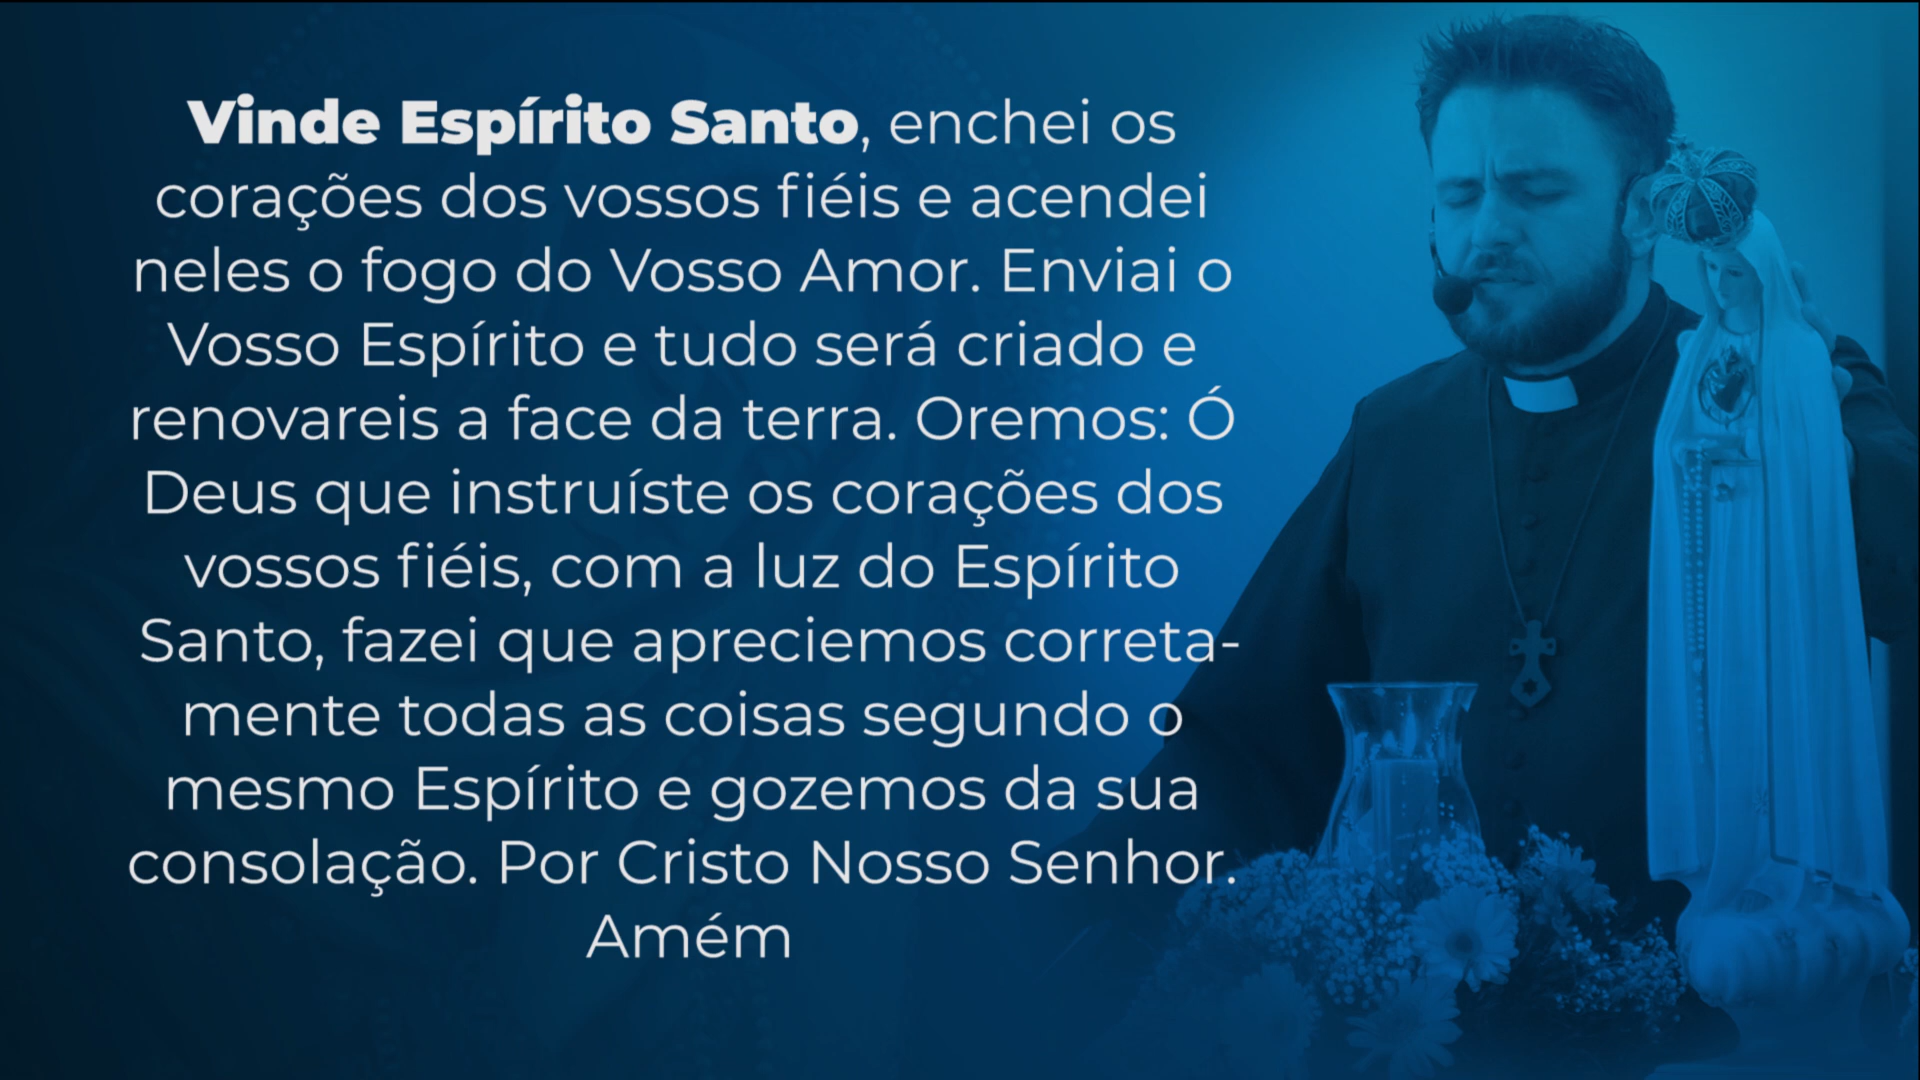 Vinde Espírito Santo, enchei os
corações dos vossos fiéis e acendei
neles o fogo do Vosso Amor. Enviai o
Vosso Espírito e tudo será criado e
renovareis a face da terra. Oremos: Ó
Deus que instruíste os corações dos
vossos fiéis, com a luz do Espírito
Santo, fazei que apreciemos correta-
mente todas as coisas segundo o
mesmo Espírito e gozemos da sua
consolação. Por Cristo Nosso Senhor.
Amém